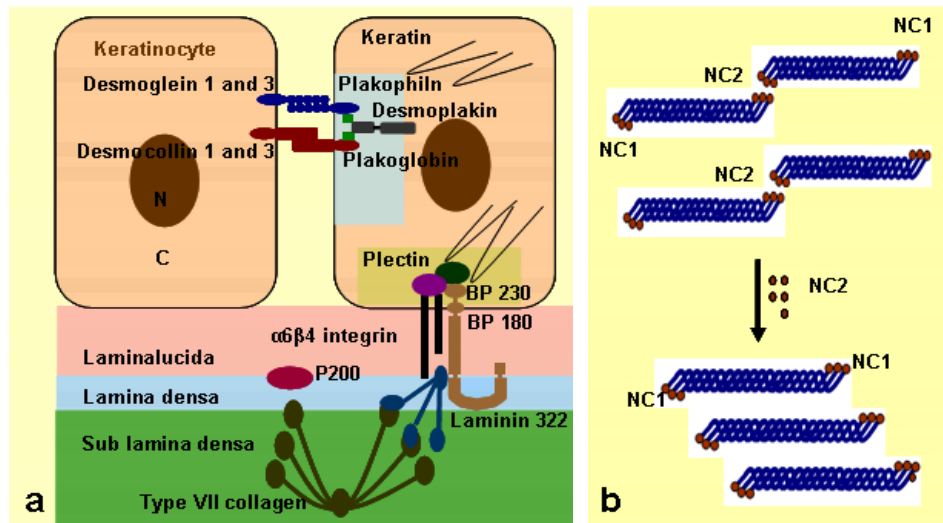 Keratinocyte
Keratin
Desmoglein 1 and 3
Plakophiln
Desmoplakin
Desmocollin 1 and 3
Plakoglobin
N
C
Plectin
BP 230
BP 180
α6β4 integrin
Laminalucida
P200
Lamina densa
Laminin 322
Sub lamina densa
Type VII collagen
a
NC1
NC2
NC1
NC2
NC2
NC1
NC1
b